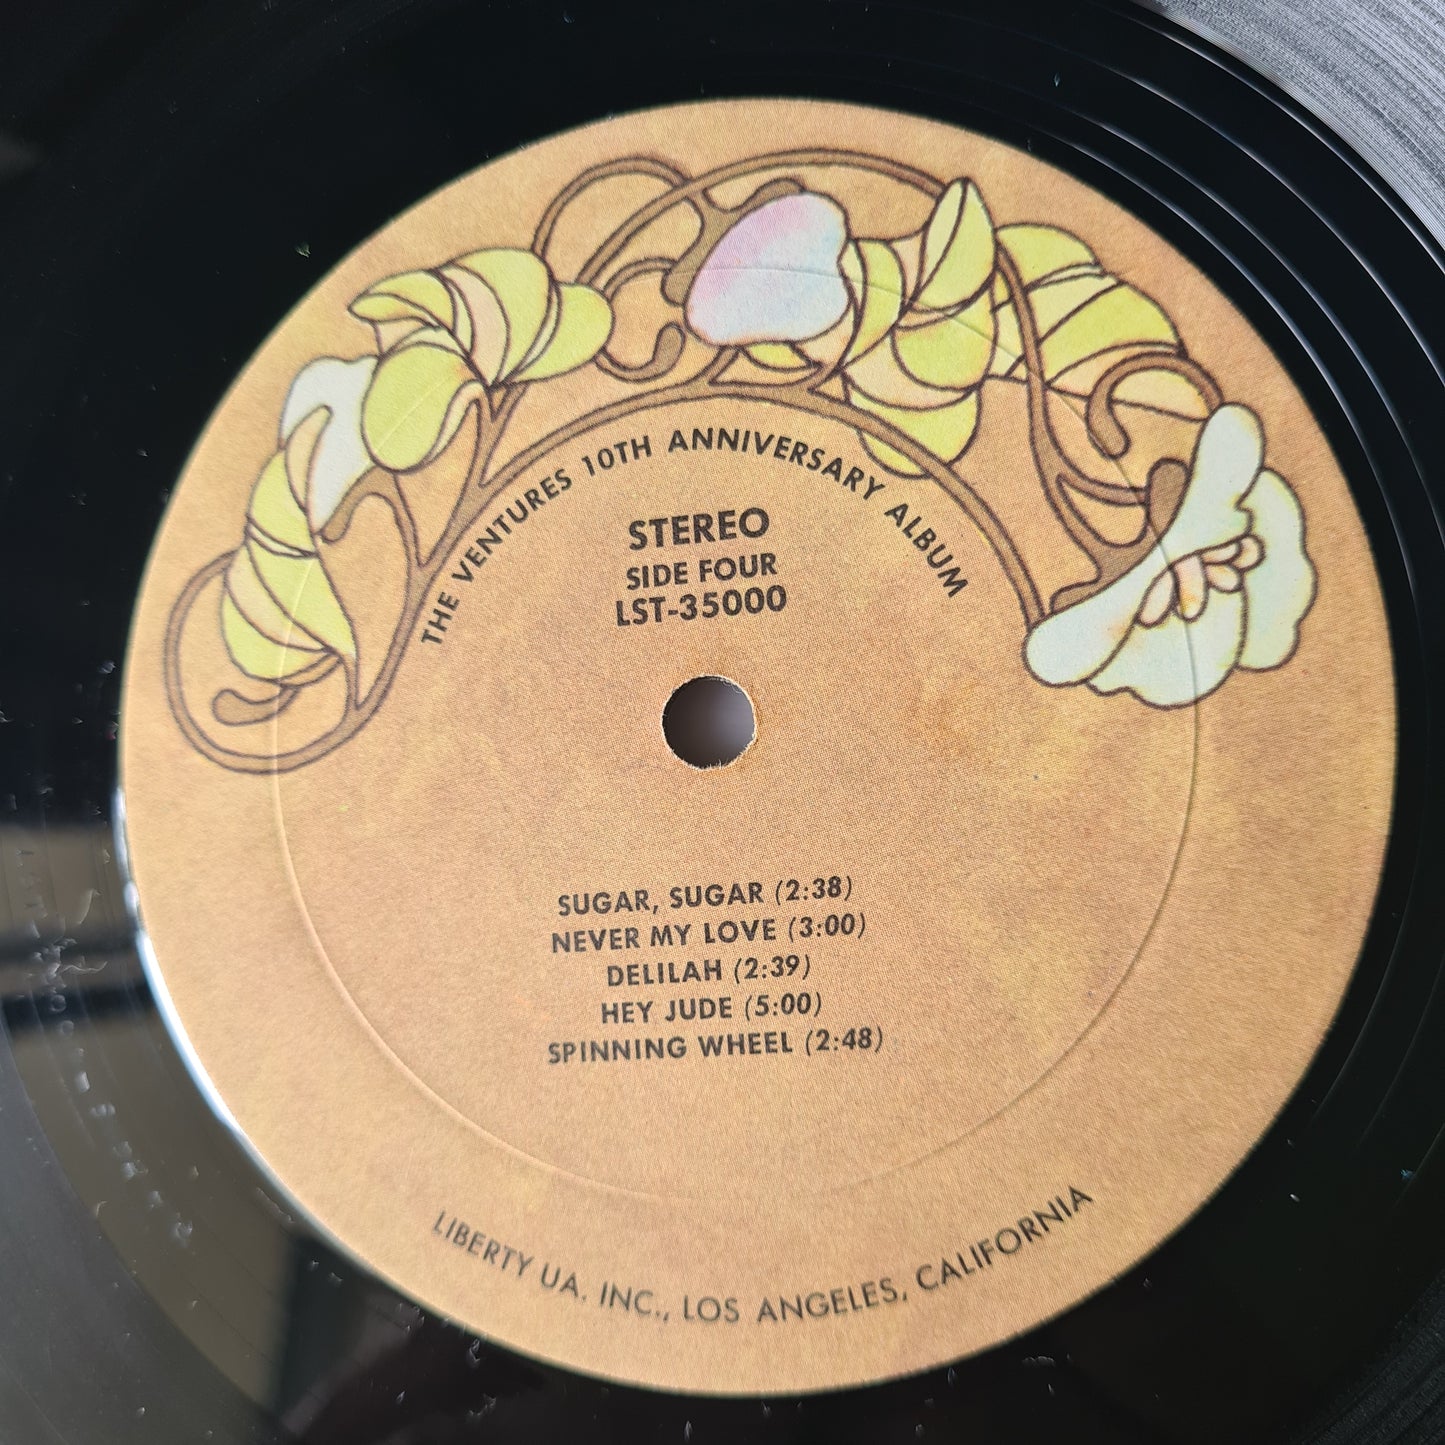 THE VENTURES 10TH ANNIVERSARY ALBUM
STEREO
SIDE FOUR
LST-35000
SUGAR, SUGAR (2:38)
NEVER MY LOVE (3:00)
DELILAH (2:39)
HEY JUDE (5:00)
SPINNING WHEEL (2:48)
LIBERTY UA. INC., LOS ANGELES, CALIFORNIA